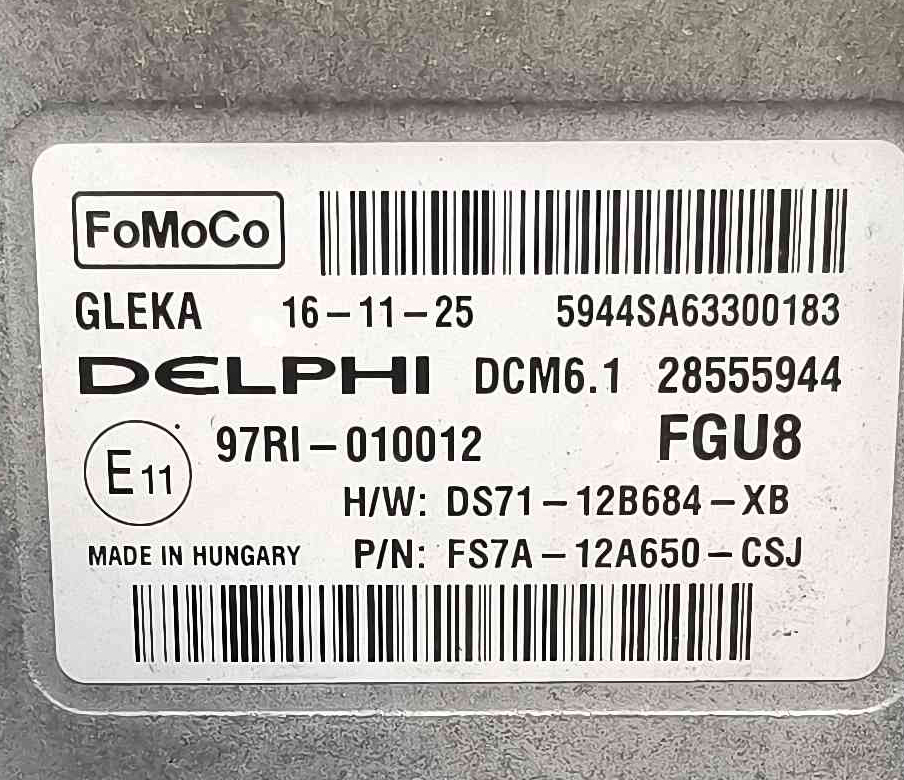 FoMoCo
GLEKA 16-11-25 5944SA63300183
DELPHI DCM6.1 28555944
E11 97RI-010012 FGU8
H/W: DS71-12B684-XB
MADE IN HUNGARY P/N: FS7A-12A650-CSJ